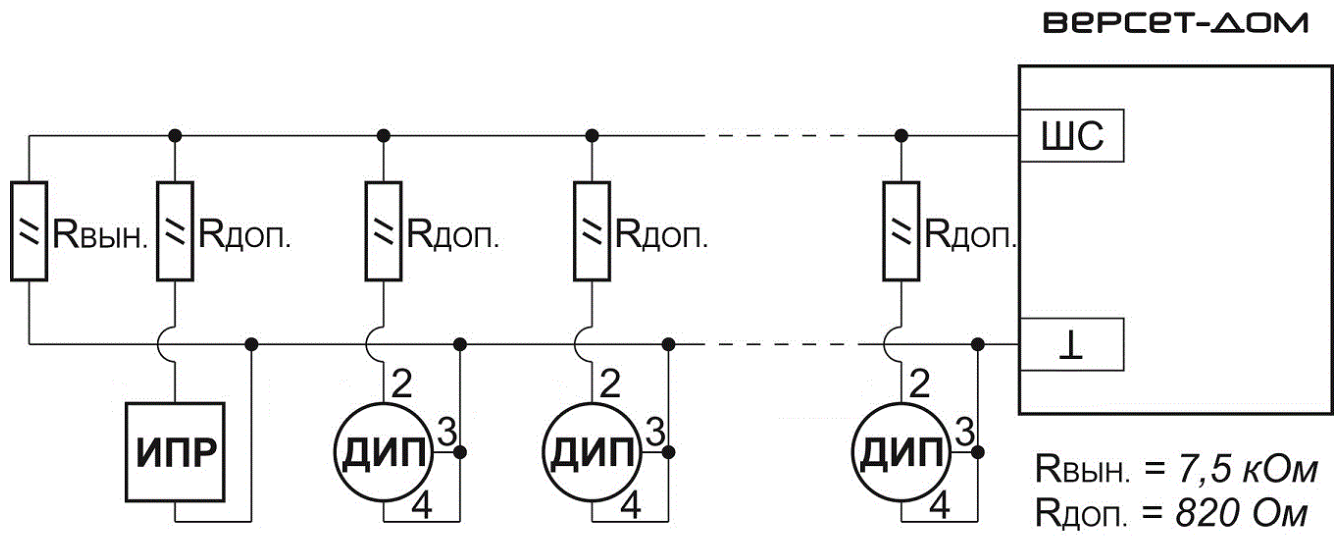 ВЕРСЕТ-ДОМ
ШС
Rвын. Rдоп. Rдоп. Rдоп. Rдоп.
⊥
2 2 2
ИПР ДИП 3 ДИП 3 ДИП 3
4 4 4
Rвын. = 7,5 кОм
Rдоп. = 820 Ом